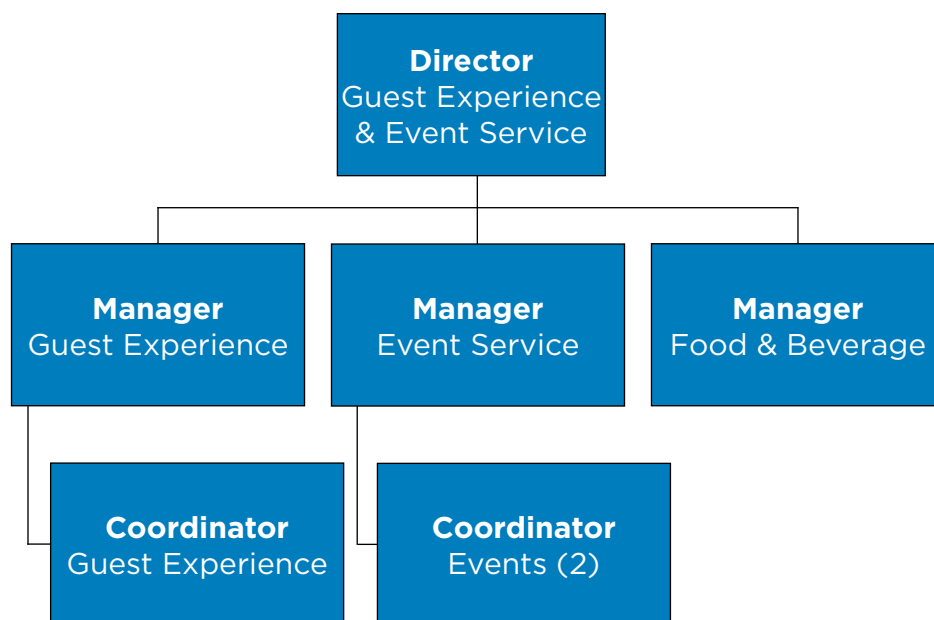 Director
Guest Experience
& Event Service
Manager
Guest Experience
Manager
Event Service
Manager
Food & Beverage
Coordinator
Guest Experience
Coordinator
Events (2)